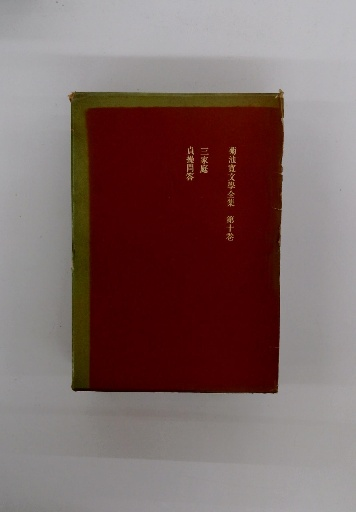 菊池寛文學全集 第十巻
三家庭
貞操問答